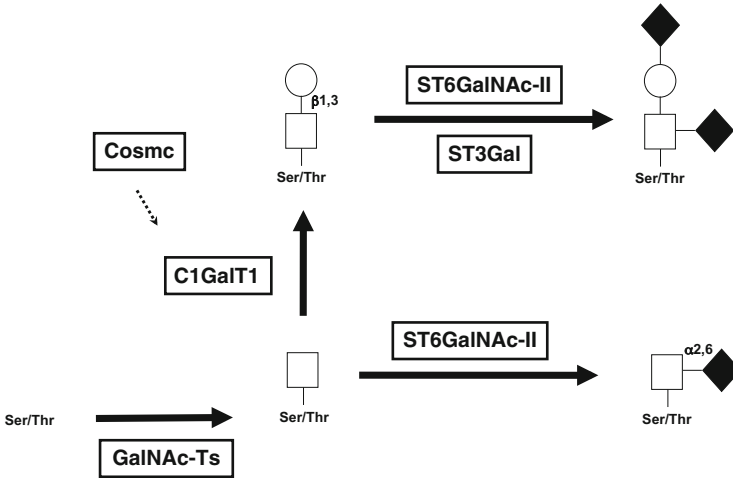 ST6GalNAc-II
β1,3
ST3Gal
Cosmc
Ser/Thr
Ser/Thr
C1GalT1
ST6GalNAc-II
α2,6
Ser/Thr
Ser/Thr
Ser/Thr
GalNAc-Ts